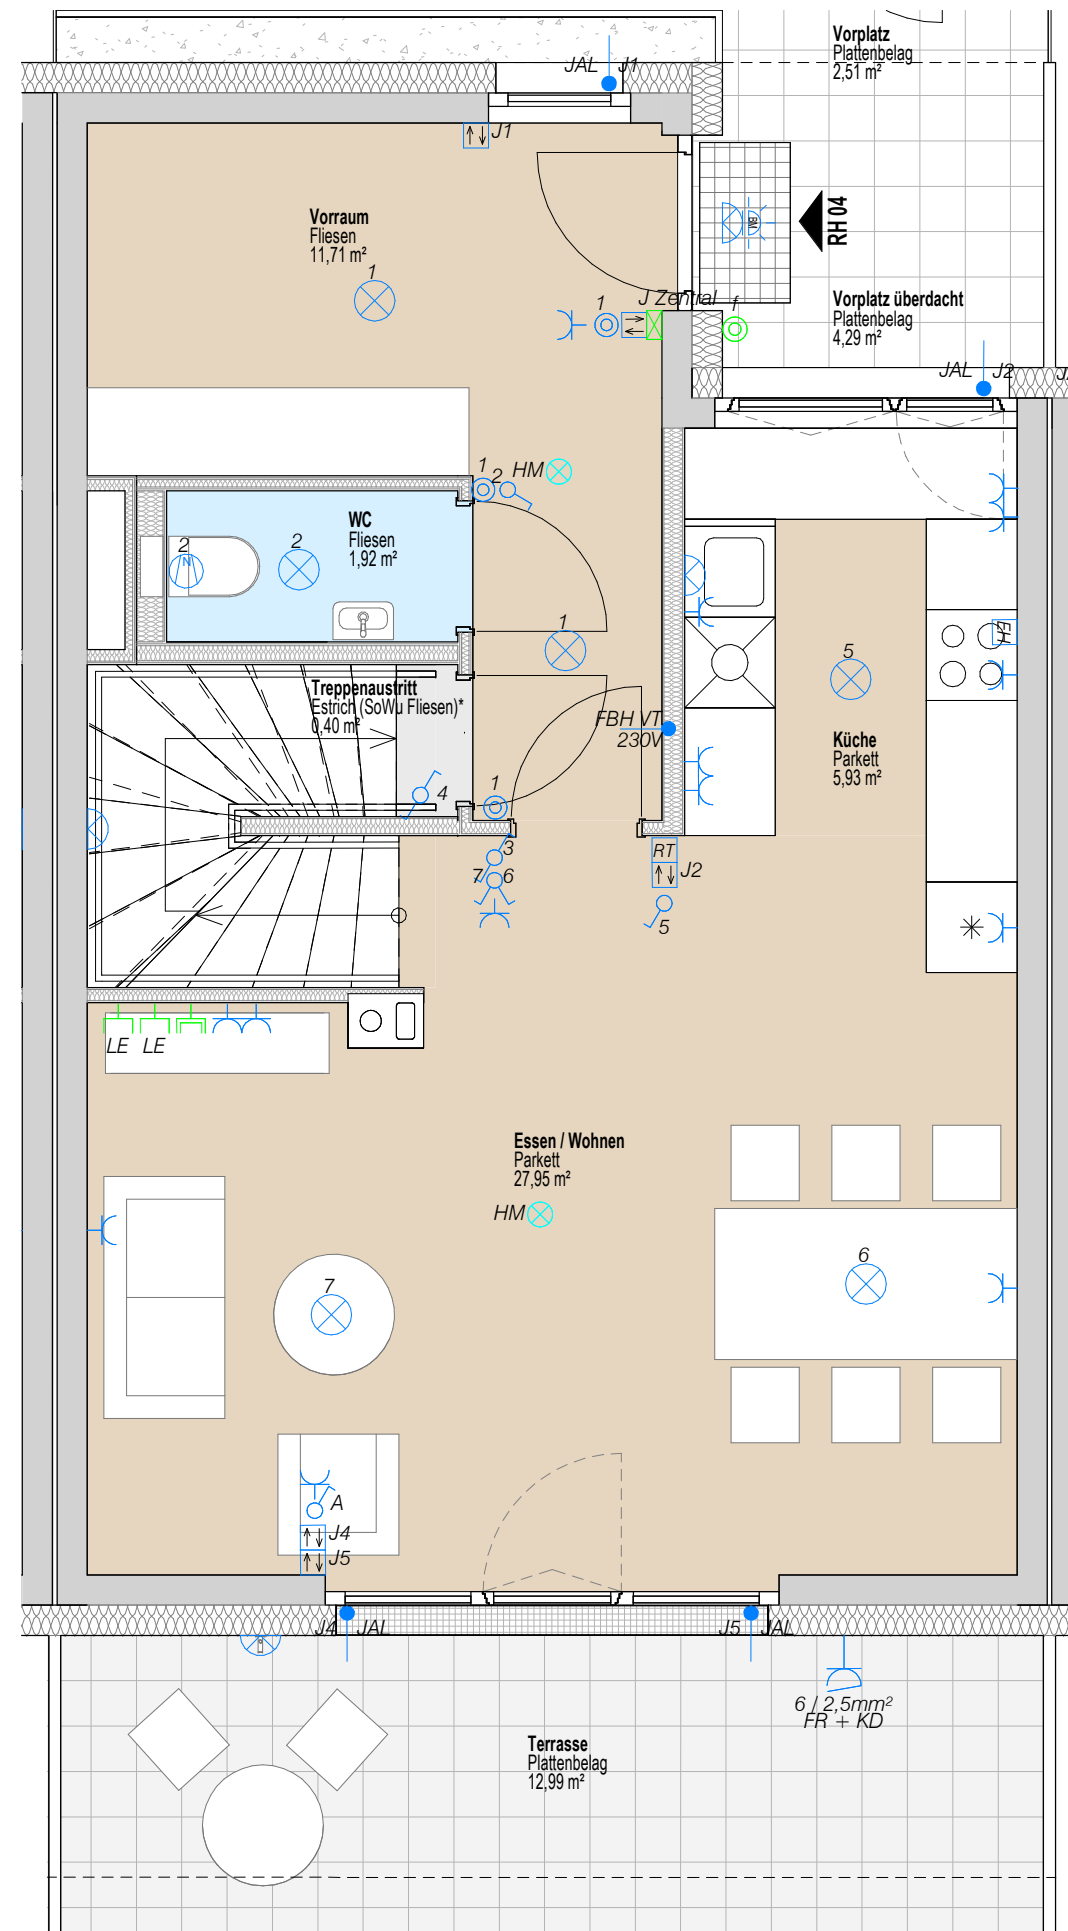 Vorplatz
Plattenbelag
2,51 m²
JAL
J1
J1
Vorraum
Fliesen
11,71 m²
1
BM
RH 04
1
J Zentral
f
Vorplatz überdacht
Plattenbelag
4,29 m²
JAL
J2
1
2
HM
WC
Fliesen
1,92 m²
2
2
1
EH
5
Treppenaustritt
Estrich (SoWu Fliesen)*
0,40 m²
FBH VT
230V
Küche
Parkett
5,93 m²
4
1
3
7
6
RT
J2
5
LE
LE
Essen / Wohnen
Parkett
27,95 m²
HM
6
7
A
J4
J5
J4
JAL
J5
JAL
6 / 2,5mm²
FR + KD
Terrasse
Plattenbelag
12,99 m²